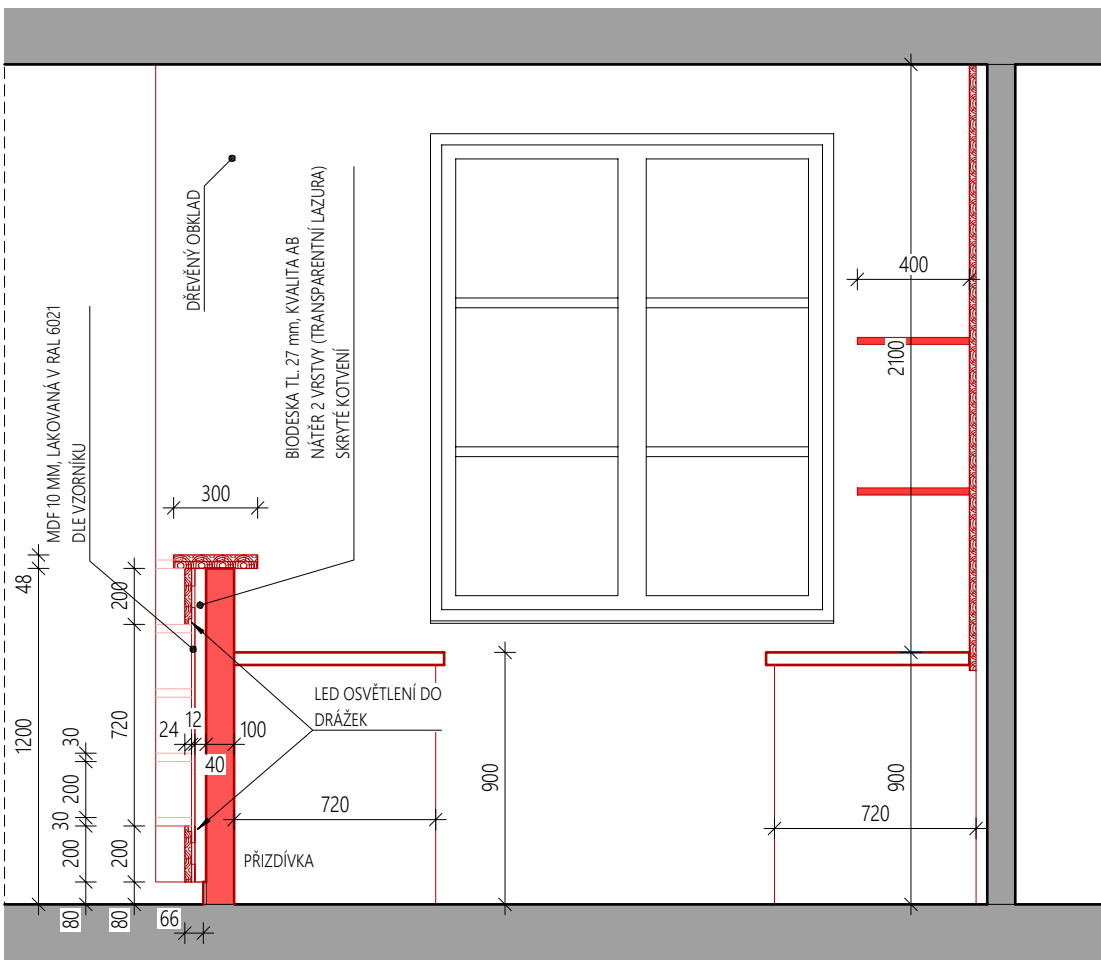 DŘEVĚNÝ OBKLAD
MDF 10 MM, LAKOVANÁ V RAL 6021
DLE VZORNÍKU
BIODESKA TL. 27 mm, KVALITA AB
NÁTĚR 2 VRSTVY (TRANSPARENTNÍ LAZURA)
SKRYTÉ KOTVENÍ
400
2100
300
48
200
1200
720
30
200
30
200
80
200
80
66
24
12
40
100
LED OSVĚTLENÍ DO
DRÁŽEK
720
PŘIZDÍVKA
900
900
720